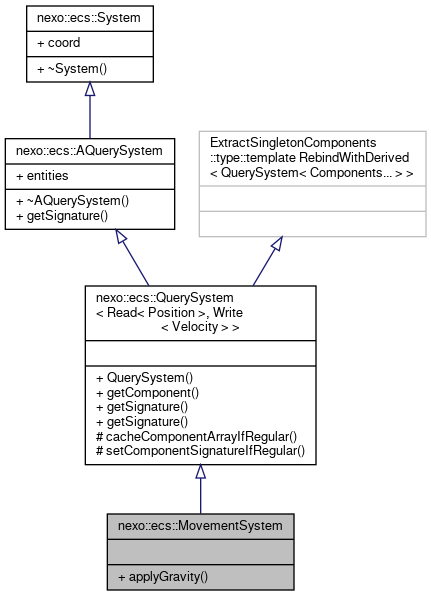 nexo::ecs::System
+ coord
+ ~System()
nexo::ecs::AQuerySystem
+ entities
+ ~AQuerySystem()
+ getSignature()
ExtractSingletonComponents
::type::template RebindWithDerived
< QuerySystem< Components... > >
nexo::ecs::QuerySystem
< Read< Position >, Write
< Velocity > >
+ QuerySystem()
+ getComponent()
+ getSignature()
+ getSignature()
# cacheComponentArrayIfRegular()
# setComponentSignatureIfRegular()
nexo::ecs::MovementSystem
+ applyGravity()